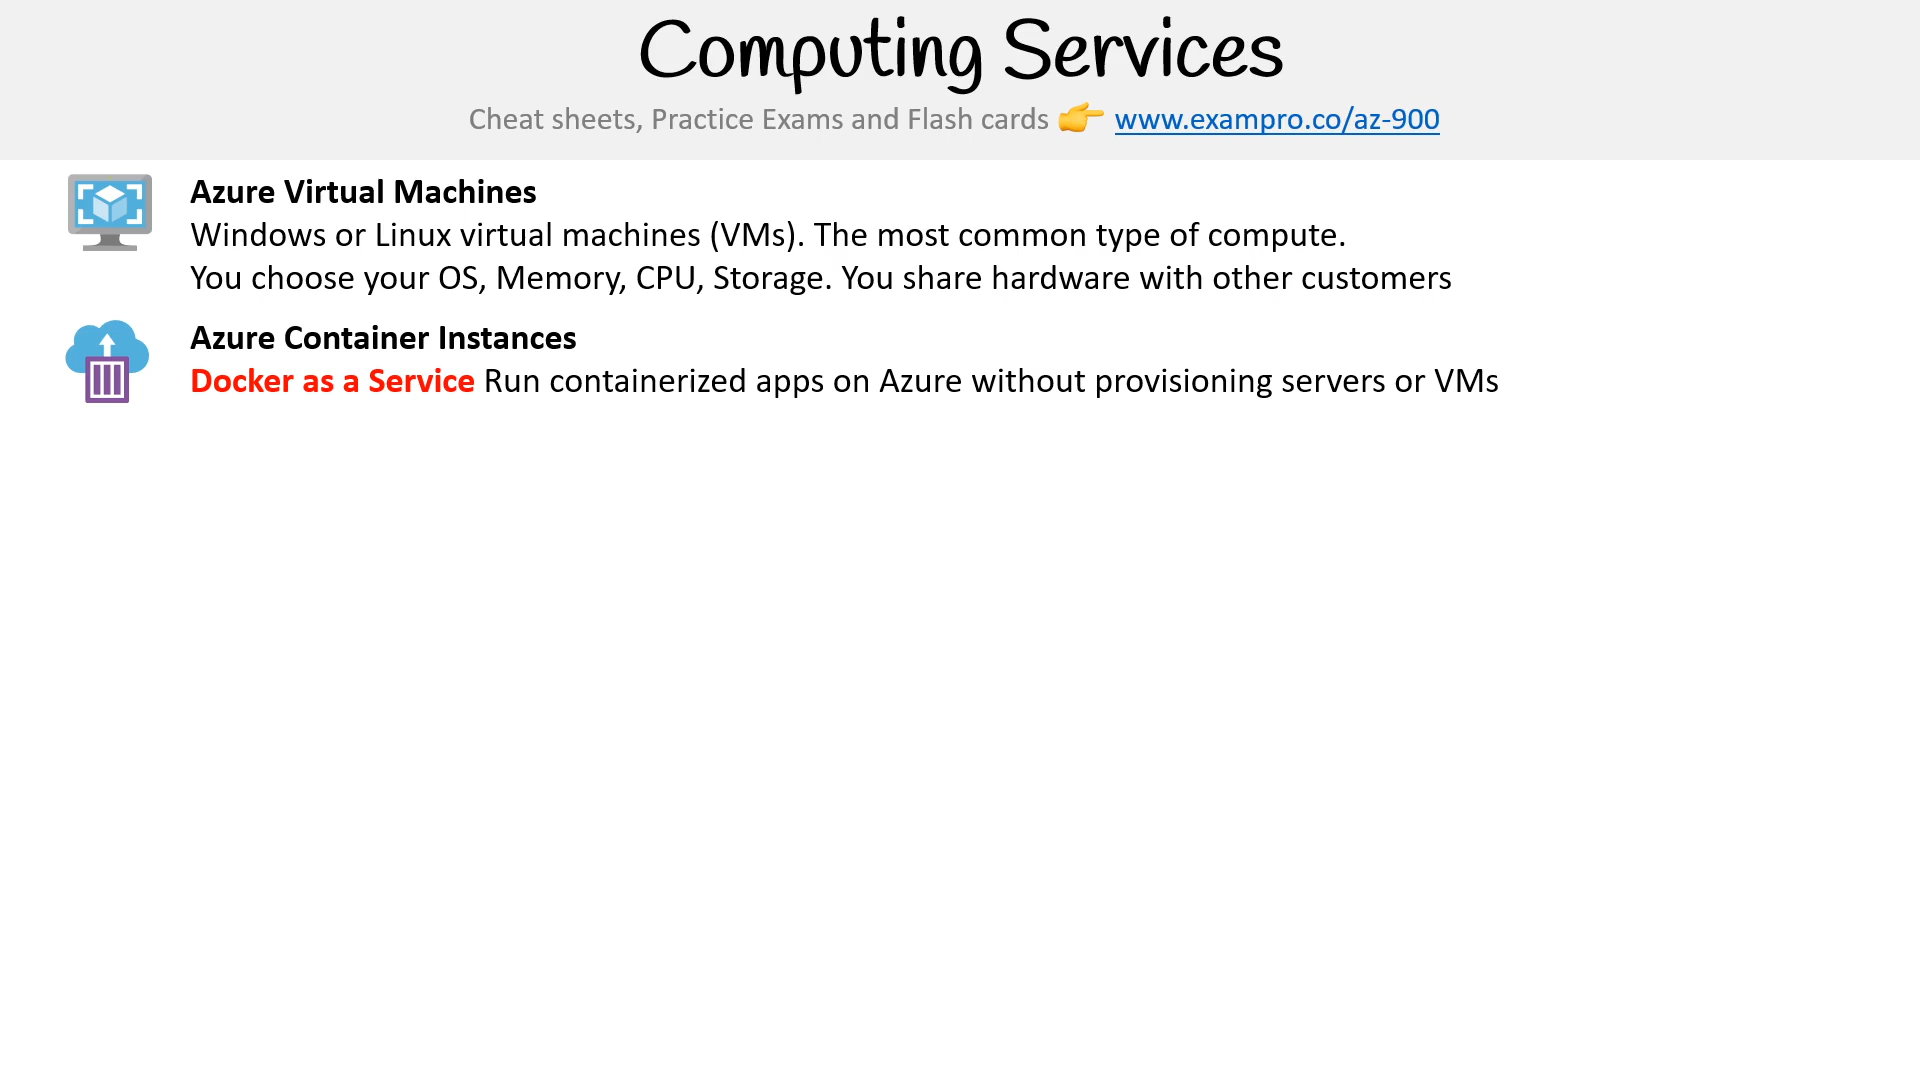 Computing Services
Cheat sheets, Practice Exams and Flash cards 👉 www.exampro.co/az-900
Azure Virtual Machines
Windows or Linux virtual machines (VMs). The most common type of compute.
You choose your OS, Memory, CPU, Storage. You share hardware with other customers
Azure Container Instances
Docker as a Service Run containerized apps on Azure without provisioning servers or VMs